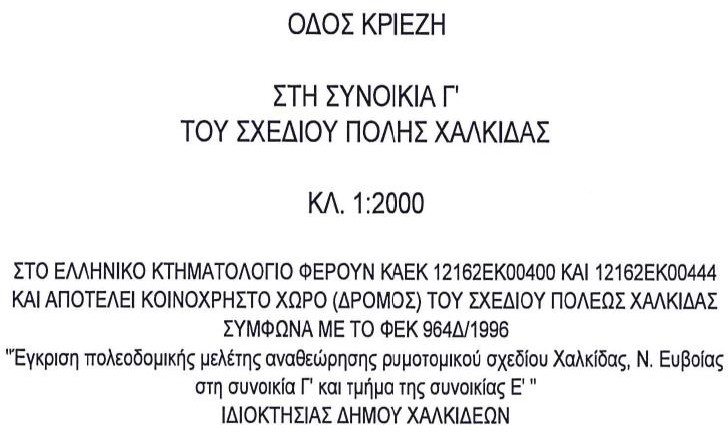 ΟΔΟΣ ΚΡΙΕΖΗ
ΣΤΗ ΣΥΝΟΙΚΙΑ Γ'
ΤΟΥ ΣΧΕΔΙΟΥ ΠΟΛΗΣ ΧΑΛΚΙΔΑΣ
ΚΛ. 1:2000
ΣΤΟ ΕΛΛΗΝΙΚΟ ΚΤΗΜΑΤΟΛΟΓΙΟ ΦΕΡΟΥΝ ΚΑΕΚ 12162ΕΚ00400 ΚΑΙ 12162ΕΚ00444
ΚΑΙ ΑΠΟΤΕΛΕΙ ΚΟΙΝΟΧΡΗΣΤΟ ΧΩΡΟ (ΔΡΟΜΟΣ) ΤΟΥ ΣΧΕΔΙΟΥ ΠΟΛΕΩΣ ΧΑΛΚΙΔΑΣ
ΣΥΜΦΩΝΑ ΜΕ ΤΟ ΦΕΚ 964Δ/1996
"Έγκριση πολεοδομικής μελέτης αναθεώρησης ρυμοτομικού σχεδίου Χαλκίδας, Ν. Ευβοίας
στη συνοικία Γ' και τμήμα της συνοικίας Ε' "
ΙΔΙΟΚΤΗΣΙΑΣ ΔΗΜΟΥ ΧΑΛΚΙΔΕΩΝ